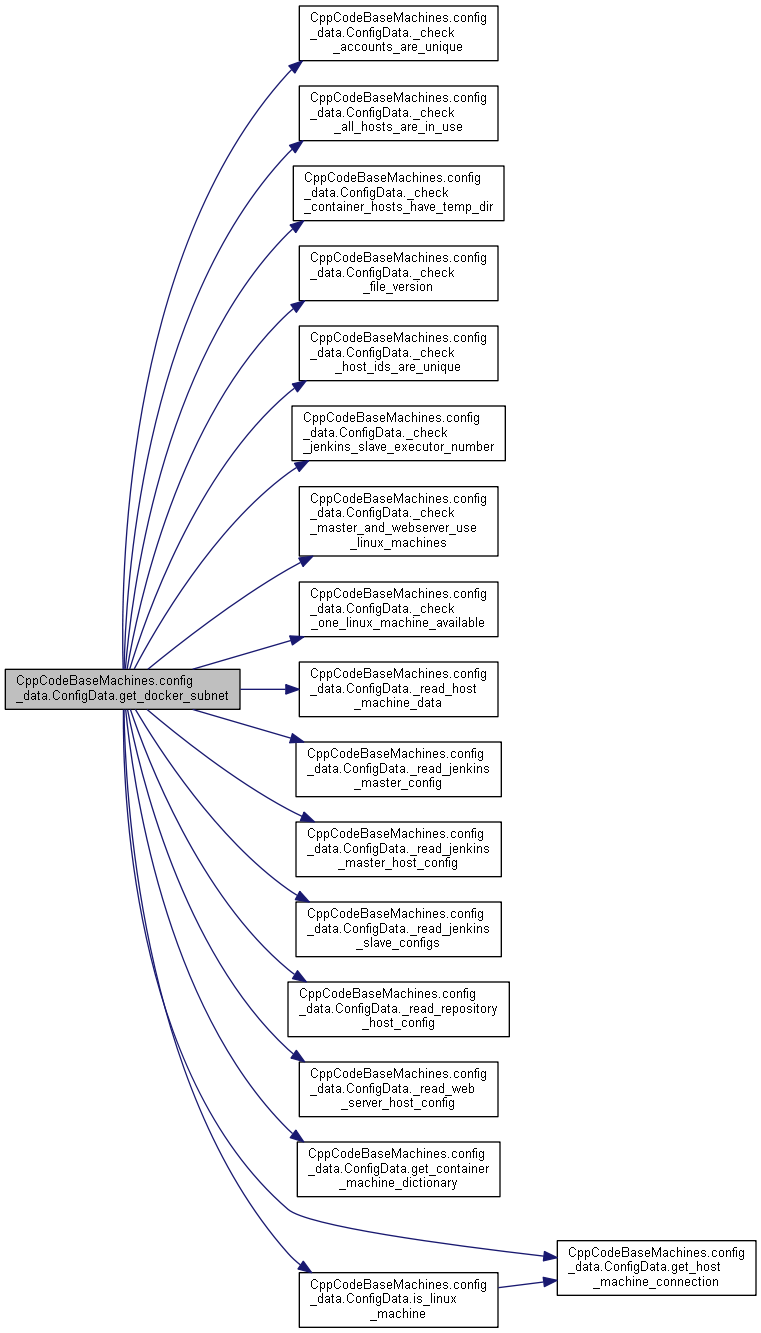 CppCodeBaseMachines.config
_data.ConfigData._check
_accounts_are_unique
CppCodeBaseMachines.config
_data.ConfigData._check
_all_hosts_are_in_use
CppCodeBaseMachines.config
_data.ConfigData._check
_container_hosts_have_temp_dir
CppCodeBaseMachines.config
_data.ConfigData._check
_file_version
CppCodeBaseMachines.config
_data.ConfigData._check
_host_ids_are_unique
CppCodeBaseMachines.config
_data.ConfigData._check
_jenkins_slave_executor_number
CppCodeBaseMachines.config
_data.ConfigData._check
_master_and_webserver_use
_linux_machines
CppCodeBaseMachines.config
_data.ConfigData._check
_one_linux_machine_available
CppCodeBaseMachines.config
_data.ConfigData.get_docker_subnet
CppCodeBaseMachines.config
_data.ConfigData._read_host
_machine_data
CppCodeBaseMachines.config
_data.ConfigData._read_jenkins
_master_config
CppCodeBaseMachines.config
_data.ConfigData._read_jenkins
_master_host_config
CppCodeBaseMachines.config
_data.ConfigData._read_jenkins
_slave_configs
CppCodeBaseMachines.config
_data.ConfigData._read_repository
_host_config
CppCodeBaseMachines.config
_data.ConfigData._read_web
_server_host_config
CppCodeBaseMachines.config
_data.ConfigData.get_container
_machine_dictionary
CppCodeBaseMachines.config
_data.ConfigData.get_host
_machine_connection
CppCodeBaseMachines.config
_data.ConfigData.is_linux
_machine